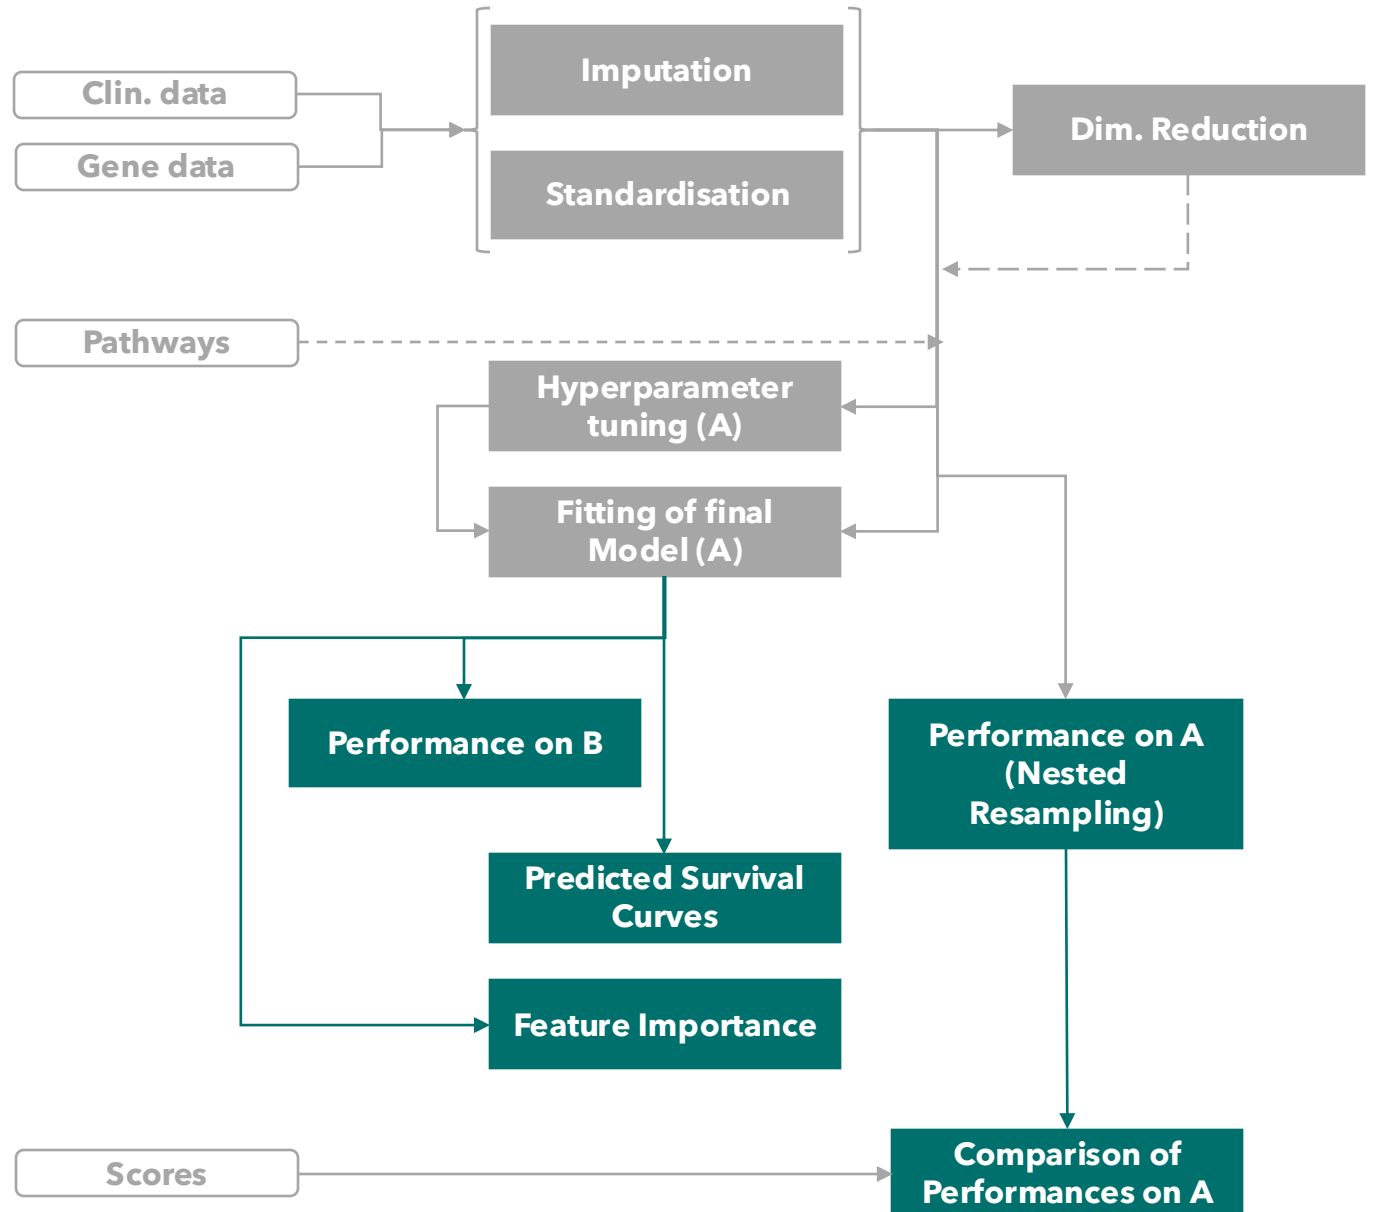 Imputation
Clin. data
Dim. Reduction
Gene data
Standardisation
Pathways
Hyperparameter
tuning (A)
Fitting of final
Model (A)
Performance on B
Performance on A
(Nested
Resampling)
Predicted Survival
Curves
Feature Importance
Scores
Comparison of
Performances on A